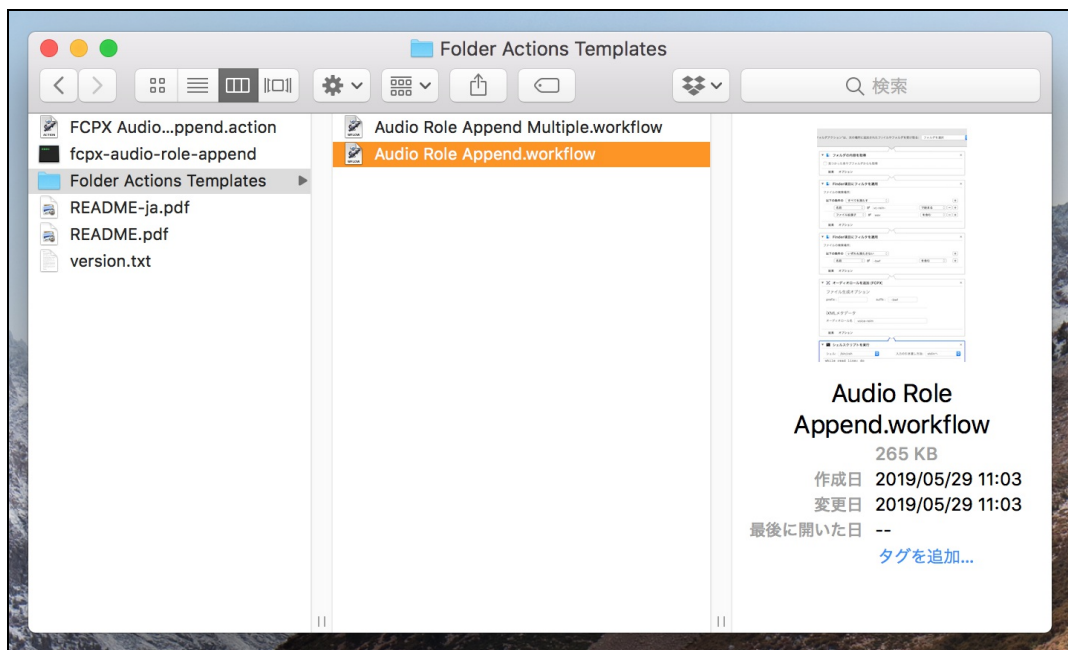 Folder Actions Templates
検索
FCPX Audio...ppend.action
fcpx-audio-role-append
Folder Actions Templates
README-ja.pdf
README.pdf
version.txt
Audio Role Append Multiple.workflow
Audio Role Append.workflow
Audio Role
Append.workflow
265 KB
作成日 2019/05/29 11:03
変更日 2019/05/29 11:03
最後に開いた日 --
タグを追加...